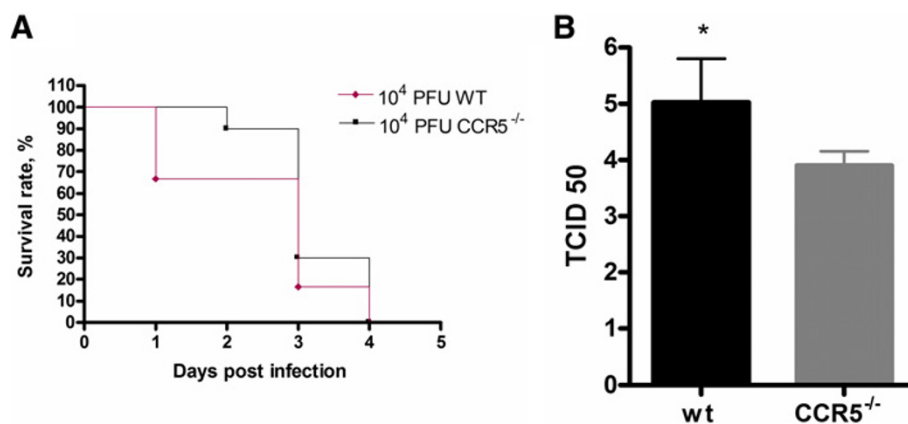 A
110
100
90
80
70
60
50
40
30
20
10
0
Survival rate, %
0 1 2 3 4 5
Days post infection
10⁴ PFU WT
10⁴ PFU CCR5⁻/⁻
B
6
5
4
3
2
1
0
TCID 50
*
wt CCR5⁻/⁻